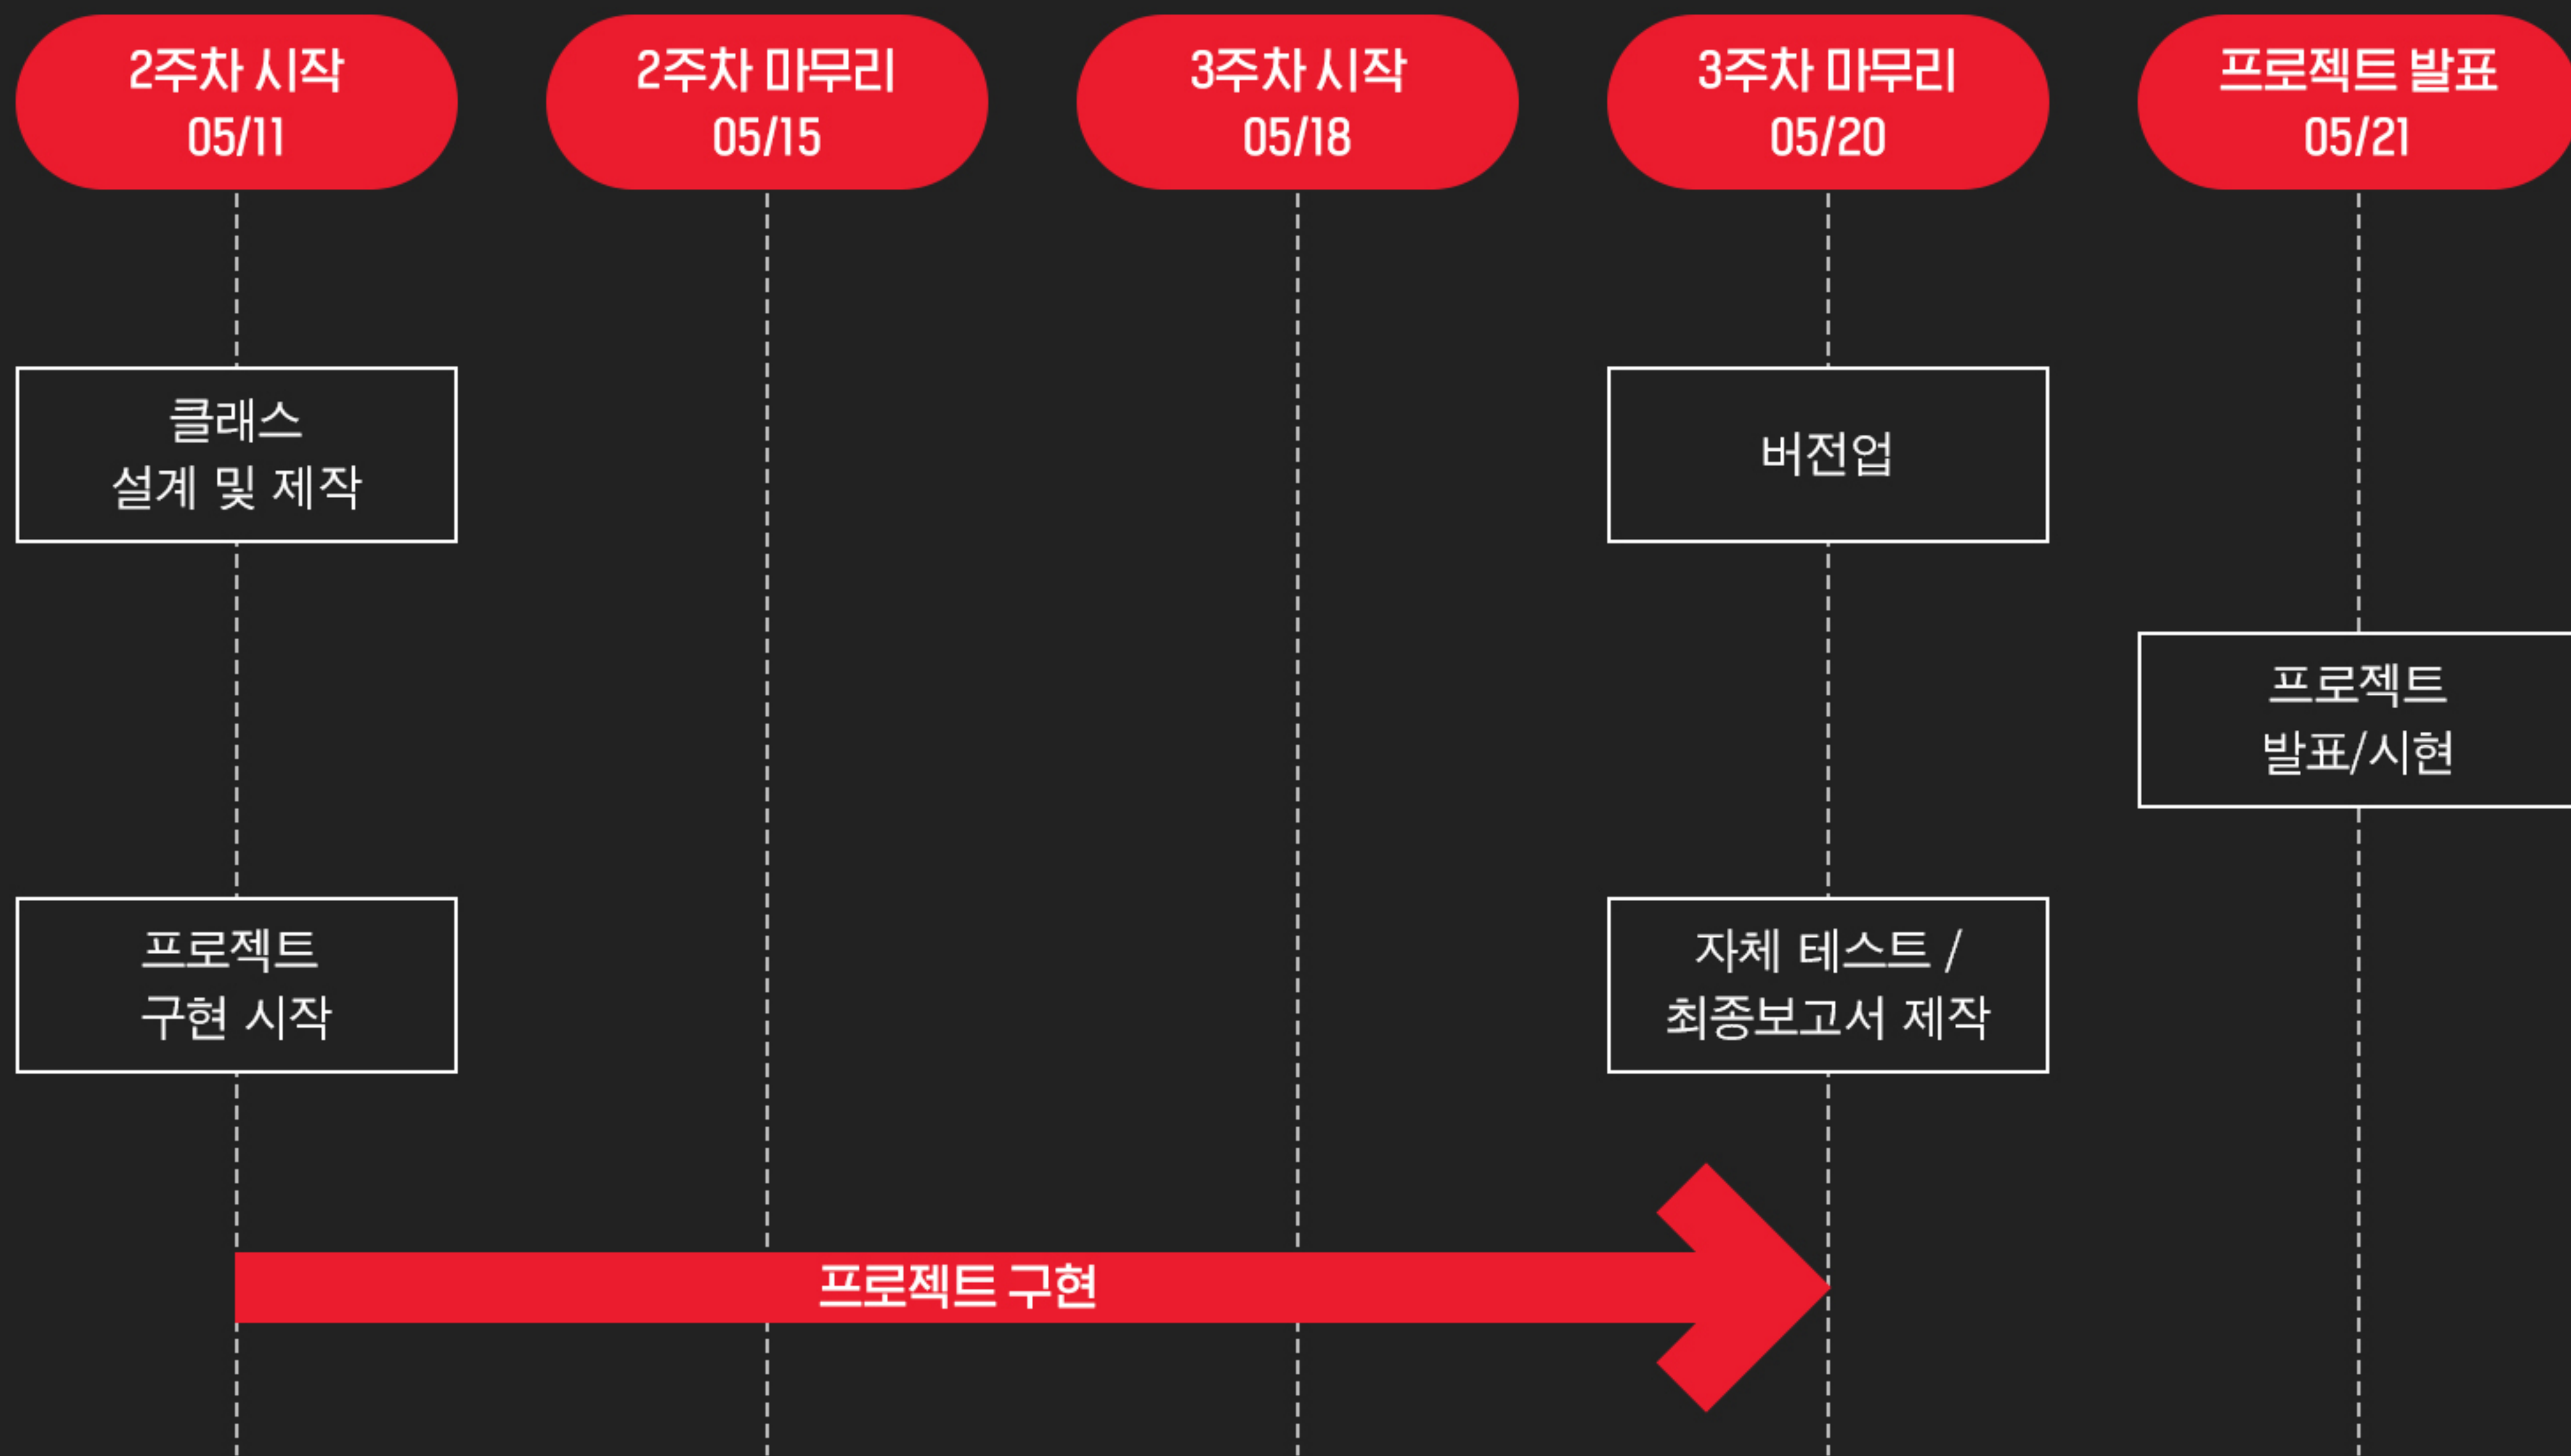 2주차 시작
05/11
2주차 마무리
05/15
3주차 시작
05/18
3주차 마무리
05/20
프로젝트 발표
05/21
클래스
설계 및 제작
버전업
프로젝트
발표/시현
프로젝트
구현 시작
자체 테스트 /
최종보고서 제작
프로젝트 구현